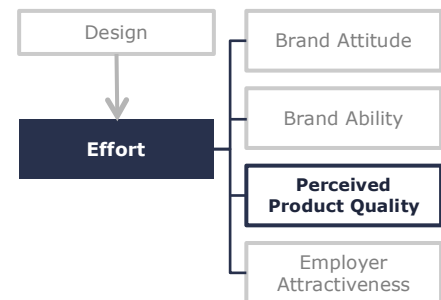 Design
Effort
Brand Attitude
Brand Ability
Perceived
Product Quality
Employer
Attractiveness